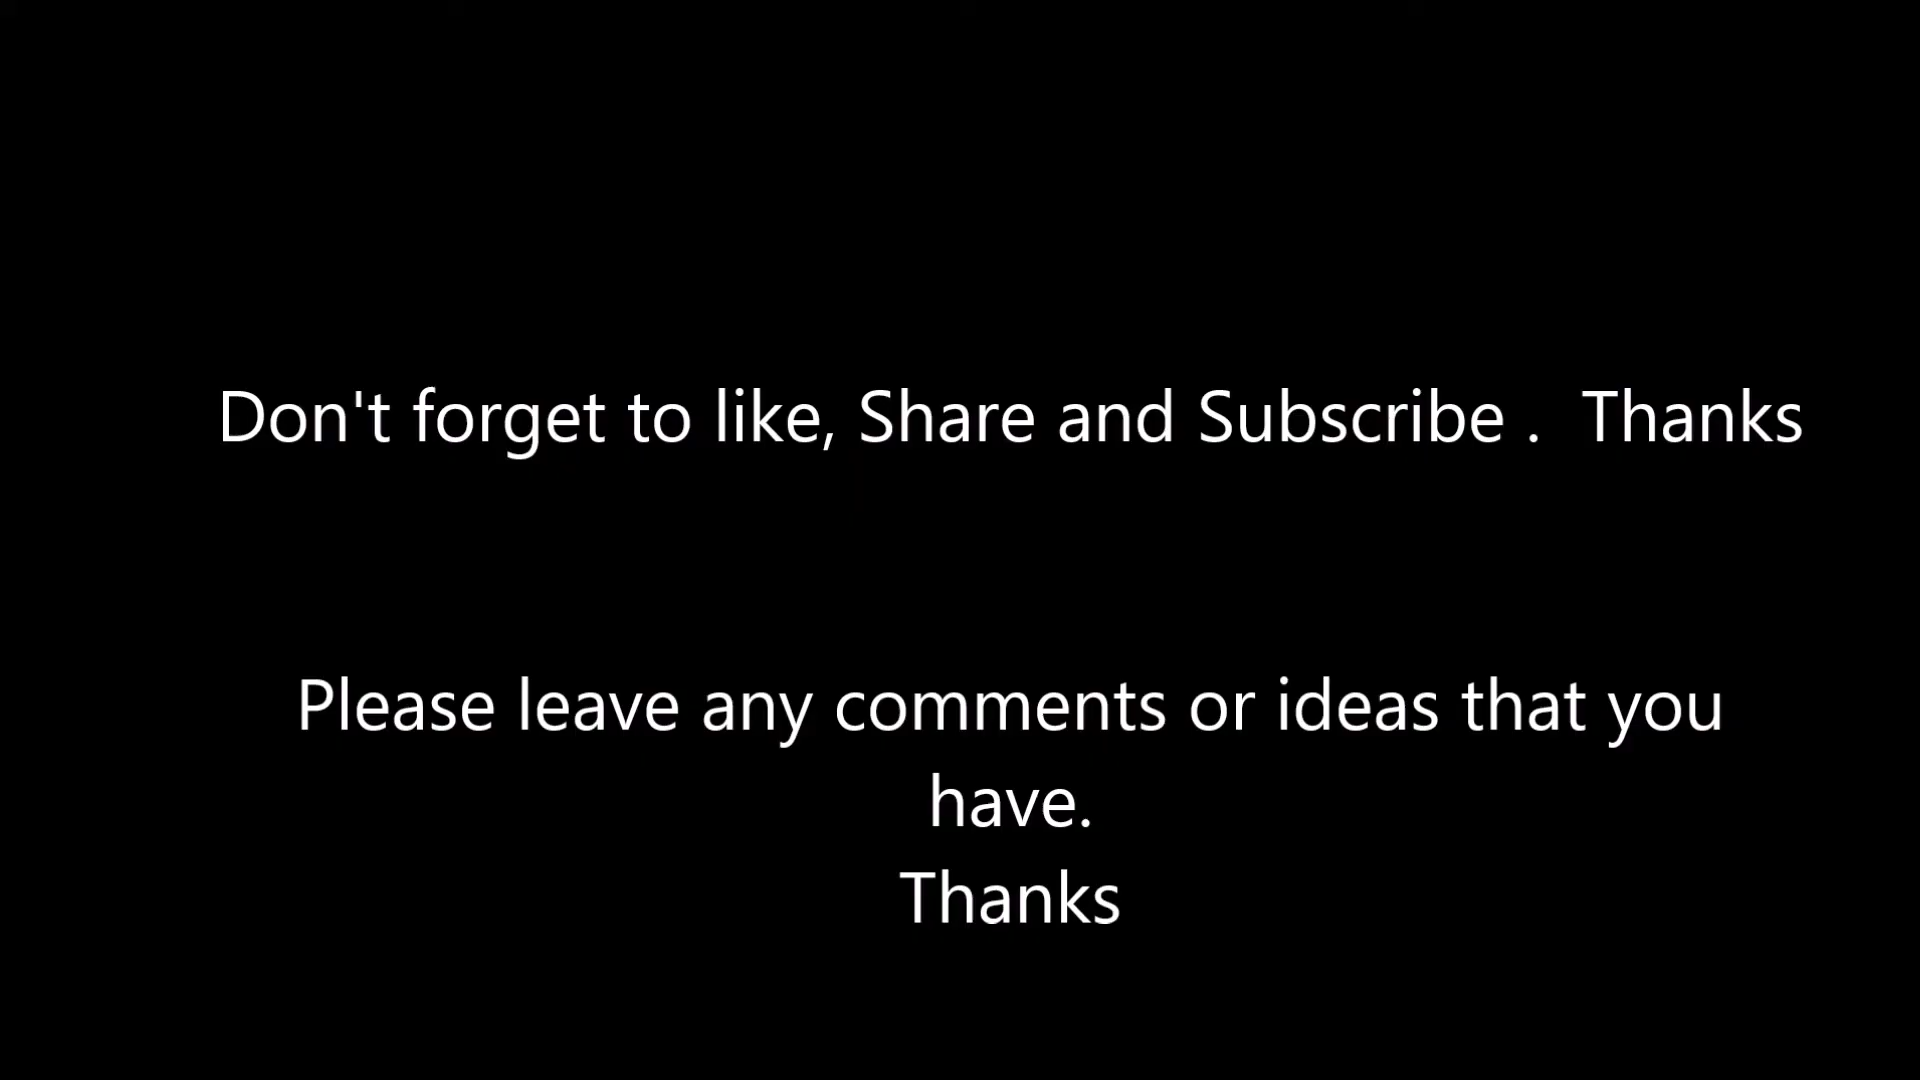 Don't forget to like, Share and Subscribe .  Thanks
Please leave any comments or ideas that you
have.
Thanks